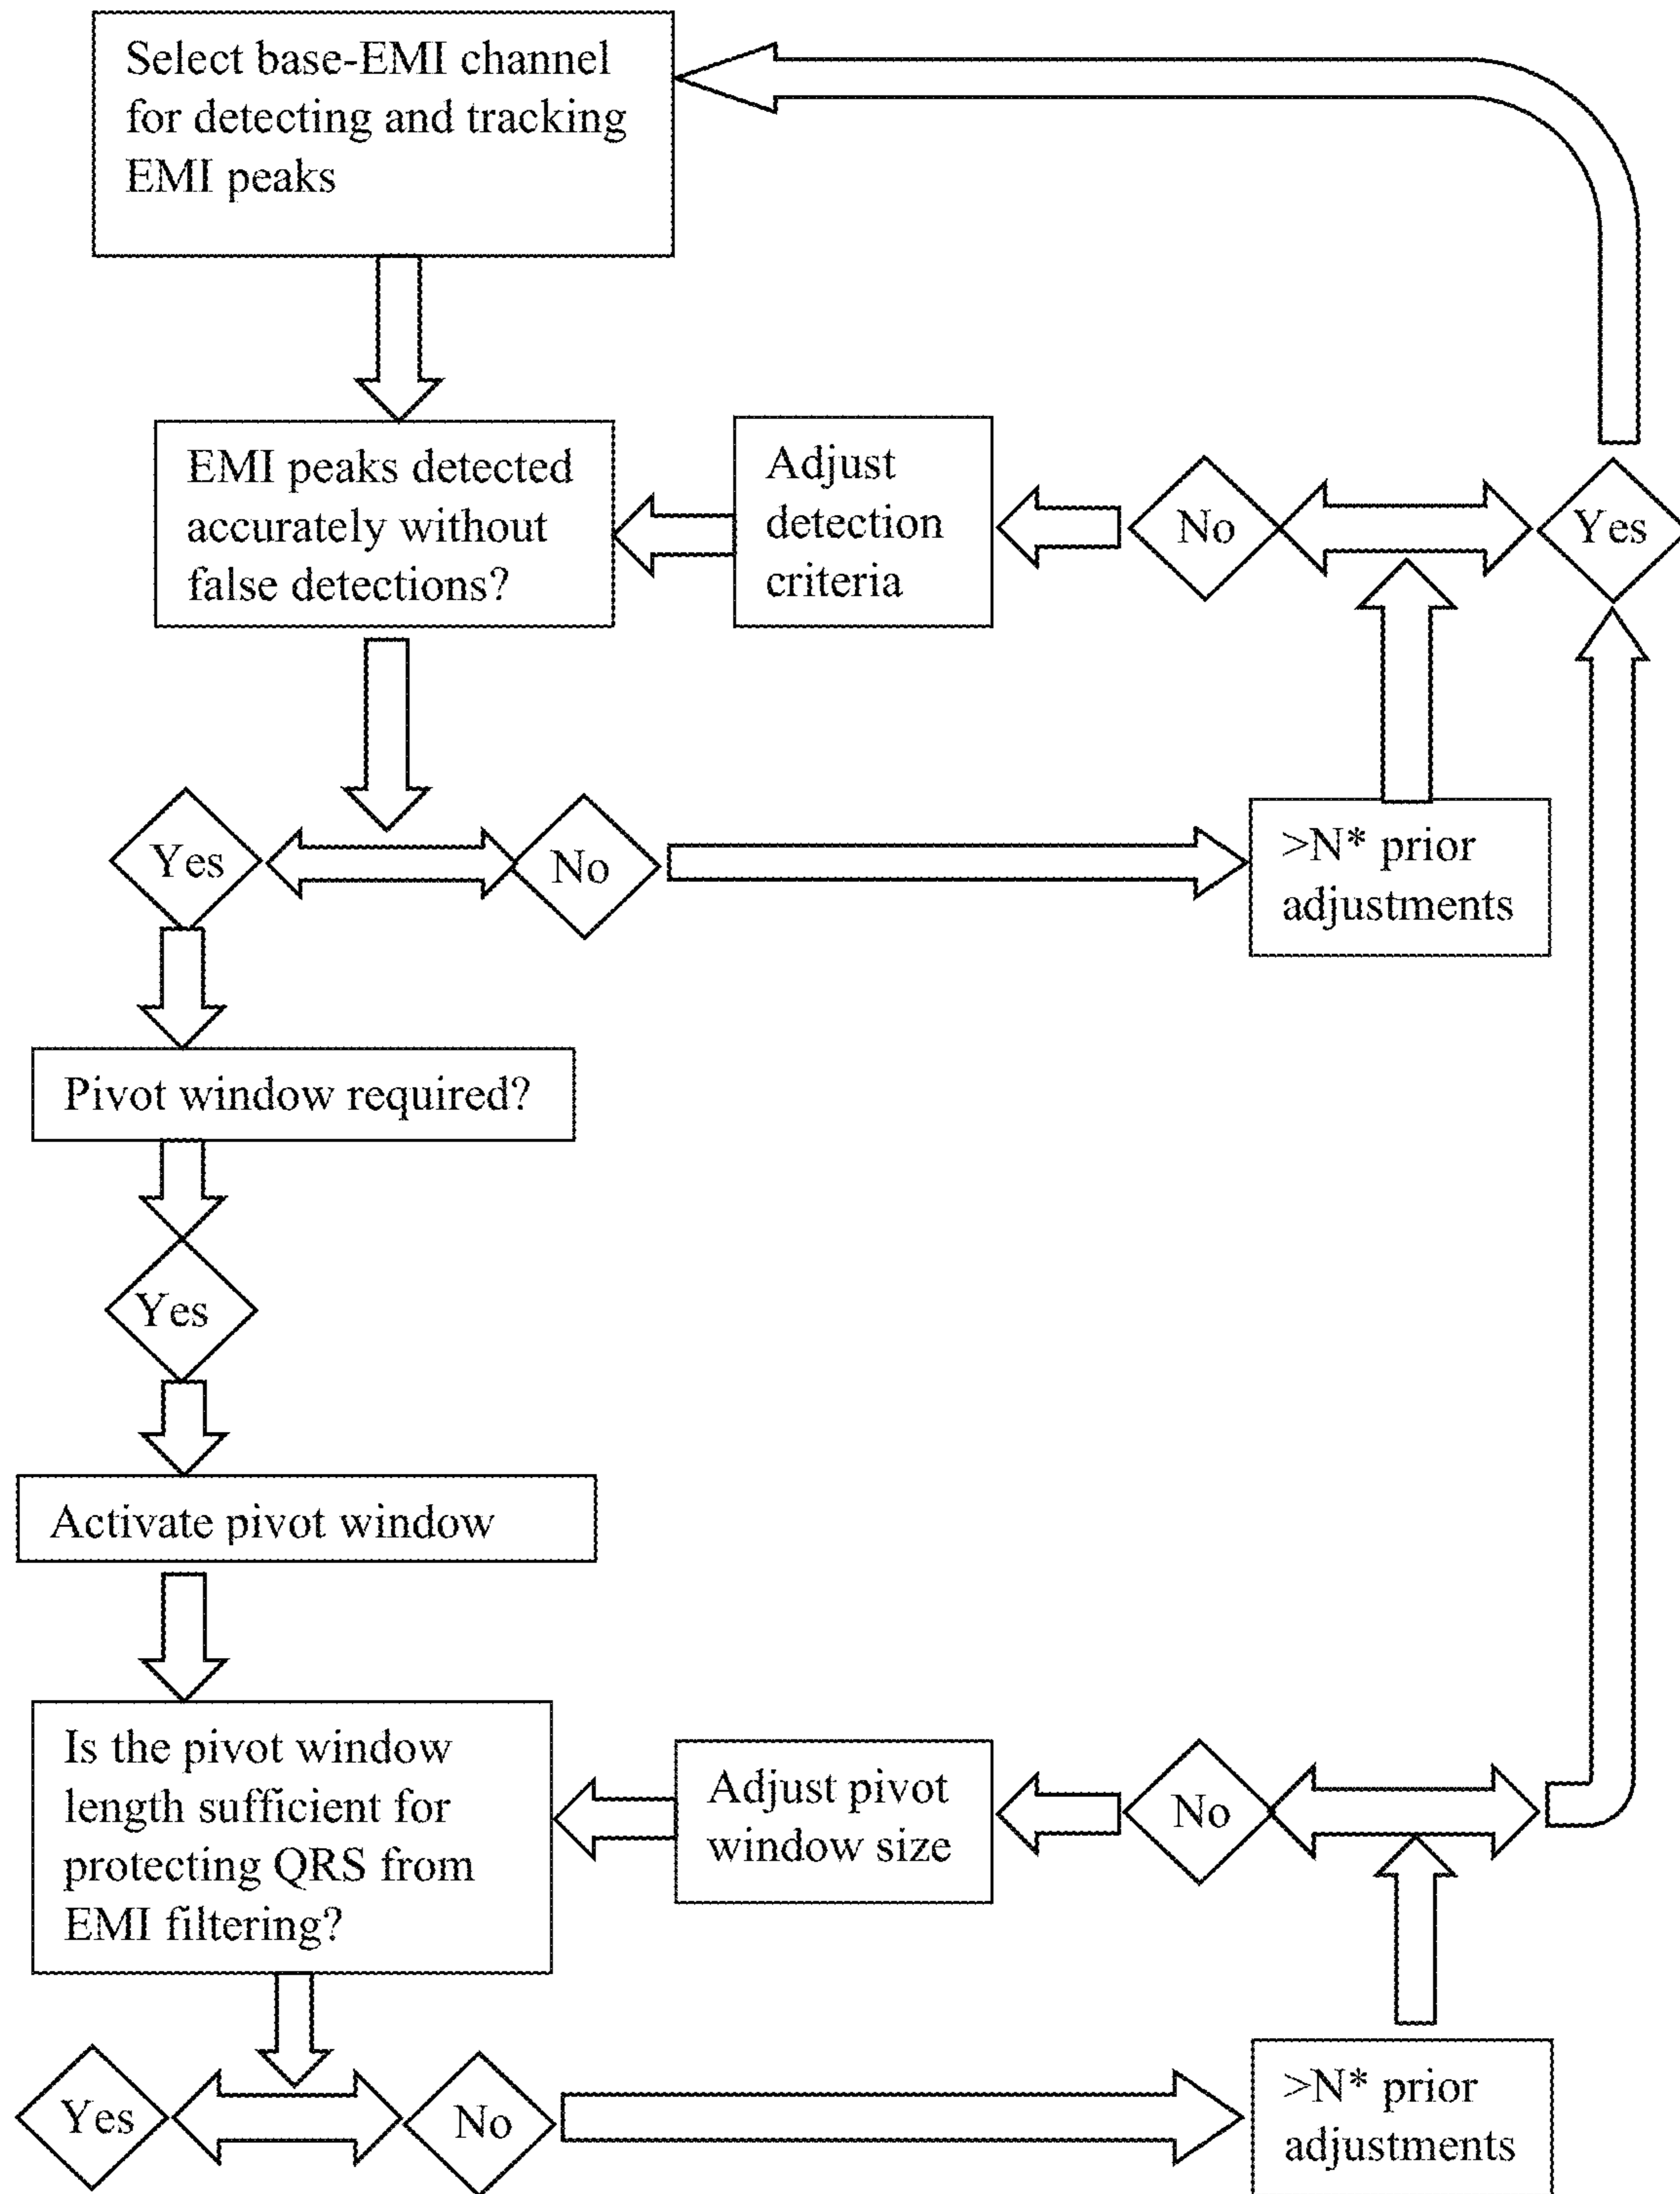 Select base-EMI channel
for detecting and tracking
EMI peaks
EMI peaks detected
accurately without
false detections?
Adjust
detection
criteria
No
Yes
Yes
No
>N* prior
adjustments
Pivot window required?
Yes
Activate pivot window
Is the pivot window
length sufficient for
protecting QRS from
EMI filtering?
Adjust pivot
window size
No
Yes
No
>N* prior
adjustments